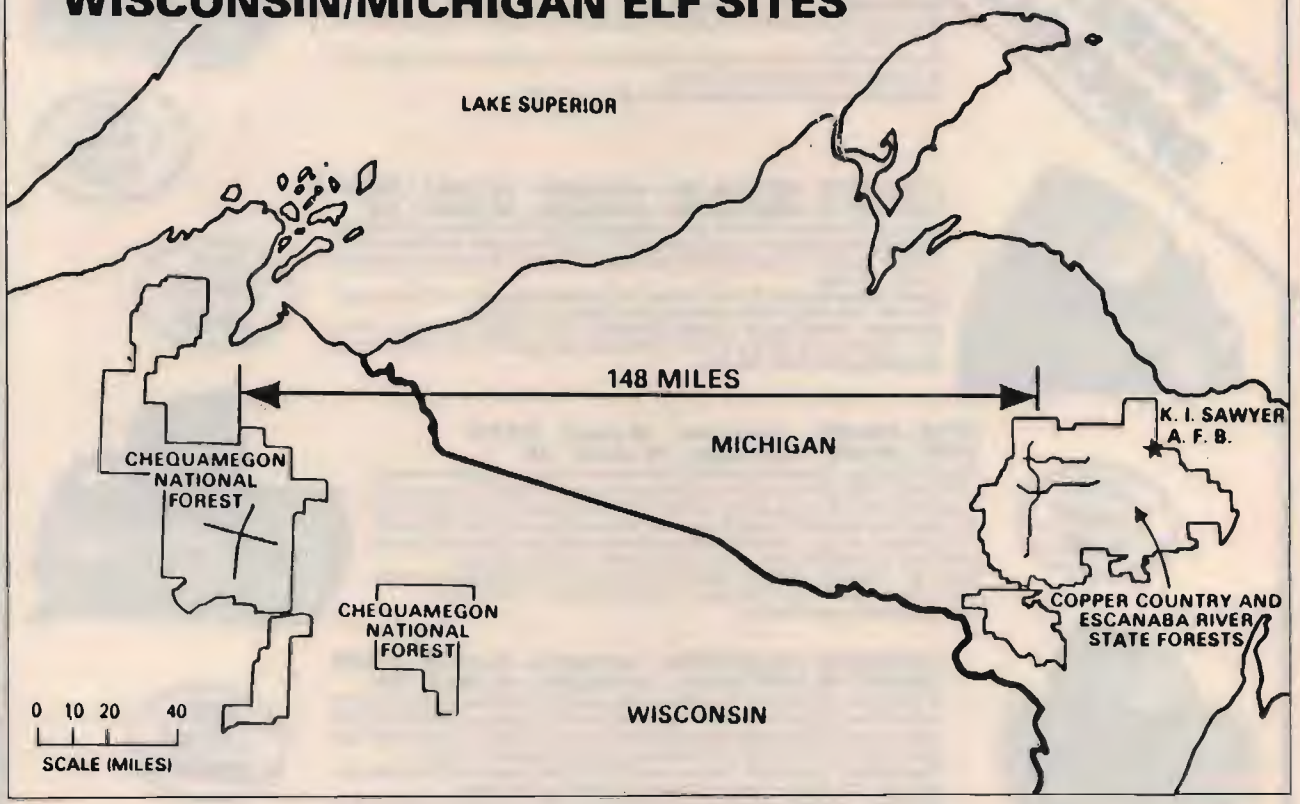 WISCONSIN/MICHIGAN ELF SITES
LAKE SUPERIOR
148 MILES
K. I. SAWYER
A. F. B.
MICHIGAN
CHEQUAMEGON
NATIONAL
FOREST
CHEQUAMEGON
NATIONAL
FOREST
COPPER COUNTRY AND
ESCANABA RIVER
STATE FORESTS
WISCONSIN
0 10 20 40
SCALE (MILES)